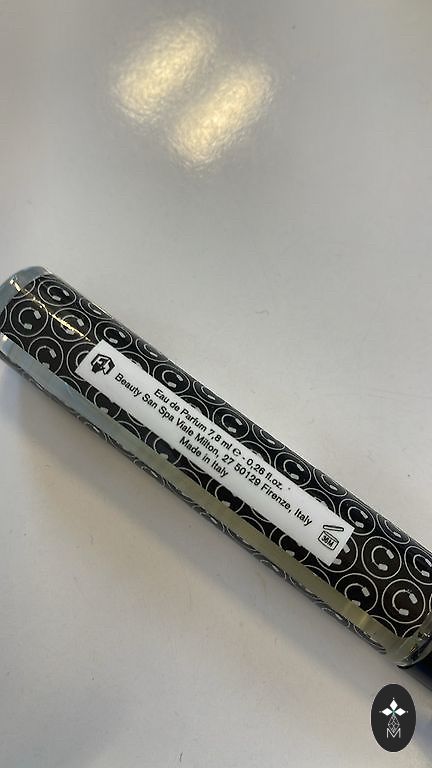 Eau de Parfum 7,8 ml ℮ - 0,26 fl.oz.
Beauty San Spa Viale Milton, 27 50129 Firenze, Italy
Made in Italy
36M
M